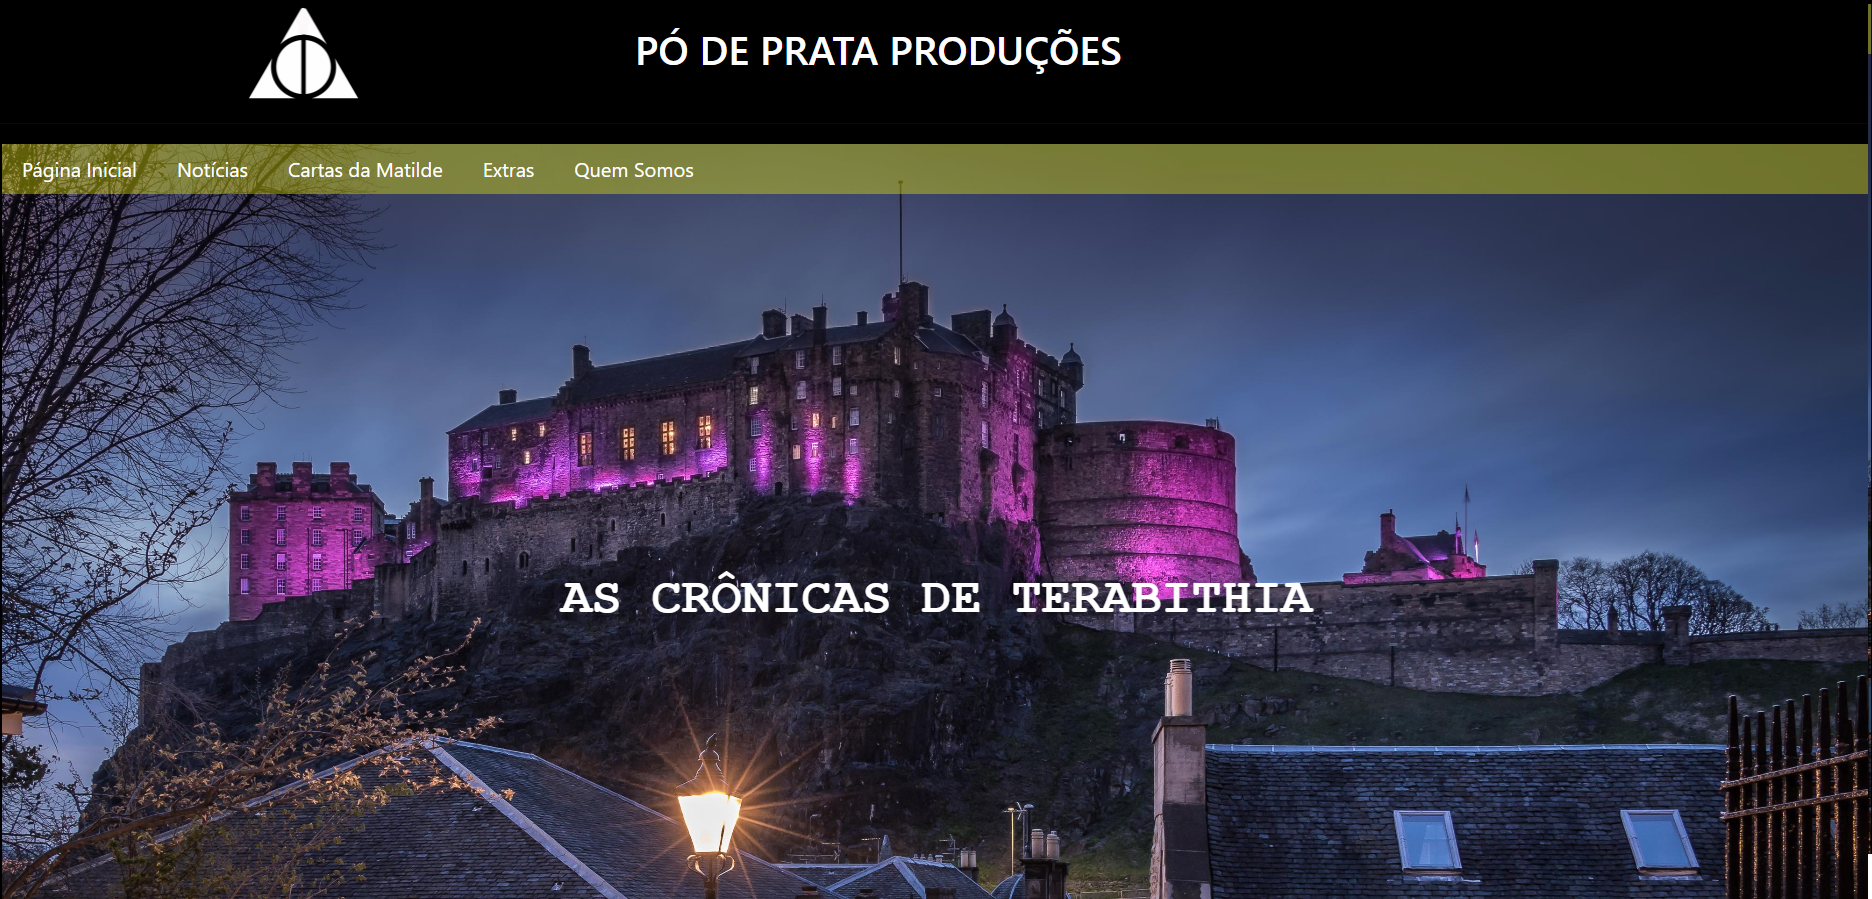 PÓ DE PRATA PRODUÇÕES
Página Inicial Notícias Cartas da Matilde Extras Quem Somos
AS CRÔNICAS DE TERABITHIA